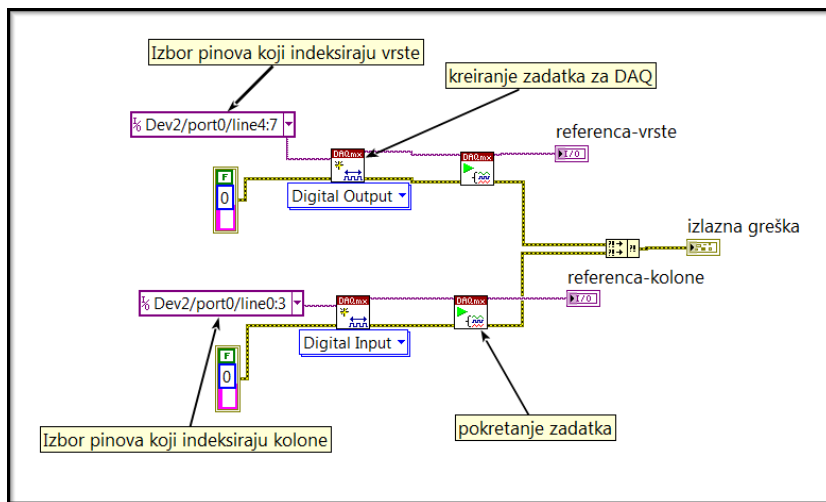 Izbor pinova koji indeksiraju vrste
kreiranje zadatka za DAQ
I/O Dev2/port0/line4:7
referenca-vrste
DAQmx
DAQmx
I/O
F
0
Digital Output
izlazna greška
referenca-kolone
I/O Dev2/port0/line0:3
DAQmx
DAQmx
I/O
Digital Input
F
0
Izbor pinova koji indeksiraju kolone
pokretanje zadatka